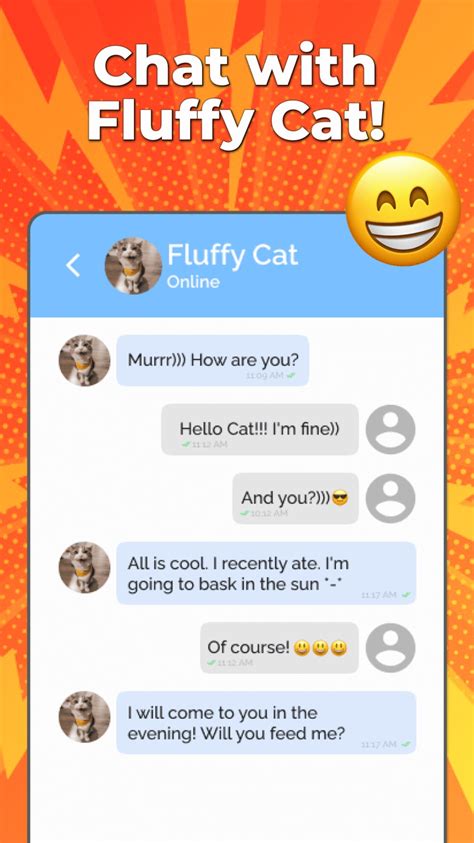 Chat with
Fluffy Cat!
Fluffy Cat
Online
Murrr))) How are you?
11:09 AM
Hello Cat!!! I'm fine))
11:12 AM
And you?)))😎
10:12 AM
All is cool. I recently ate. I'm
going to bask in the sun *-*
11:17 AM
Of course! 😃😃😃
11:12 AM
I will come to you in the
evening! Will you feed me?
11:17 AM